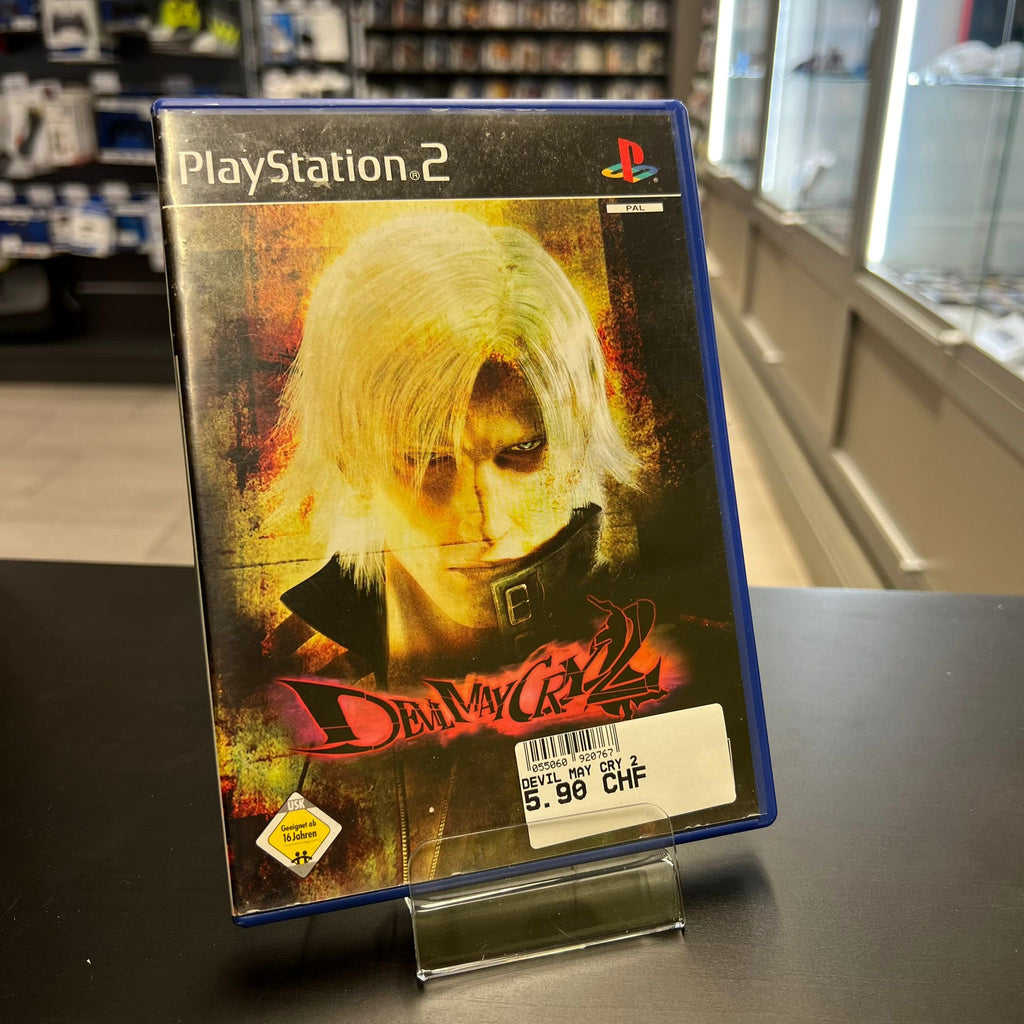 PlayStation®2
PAL
DEVIL MAY CRY 2
055060 920767
DEVIL MAY CRY 2
5.90 CHF
USK
Geeignet ab
16 Jahren